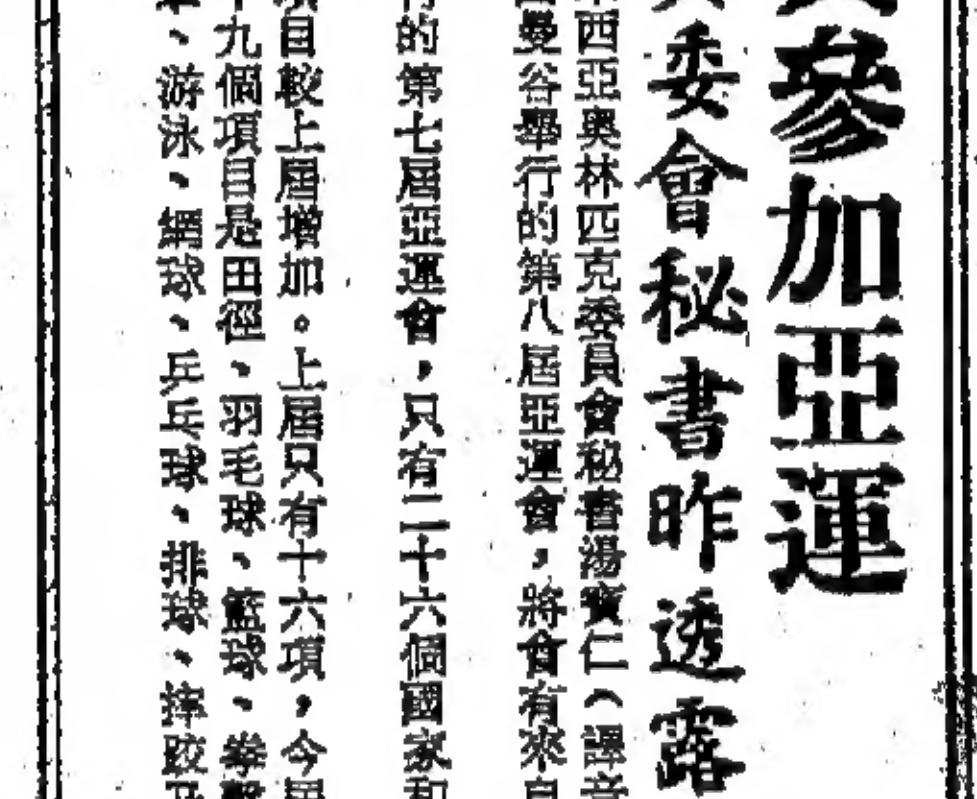 參加亞運
委會秘書昨透露
西亞奧林匹克委員會秘書湯寶仁(譯音
曼谷舉行的第八屆亞運會,將會有來自
的第七屆亞運會,只有二十六個國家和
項目較上屆增加。上屆只有十六項,今屆
十九個項目是田徑、羽毛球、籃球、拳擊
、游泳、網球、乒乓球、排球、摔跤及